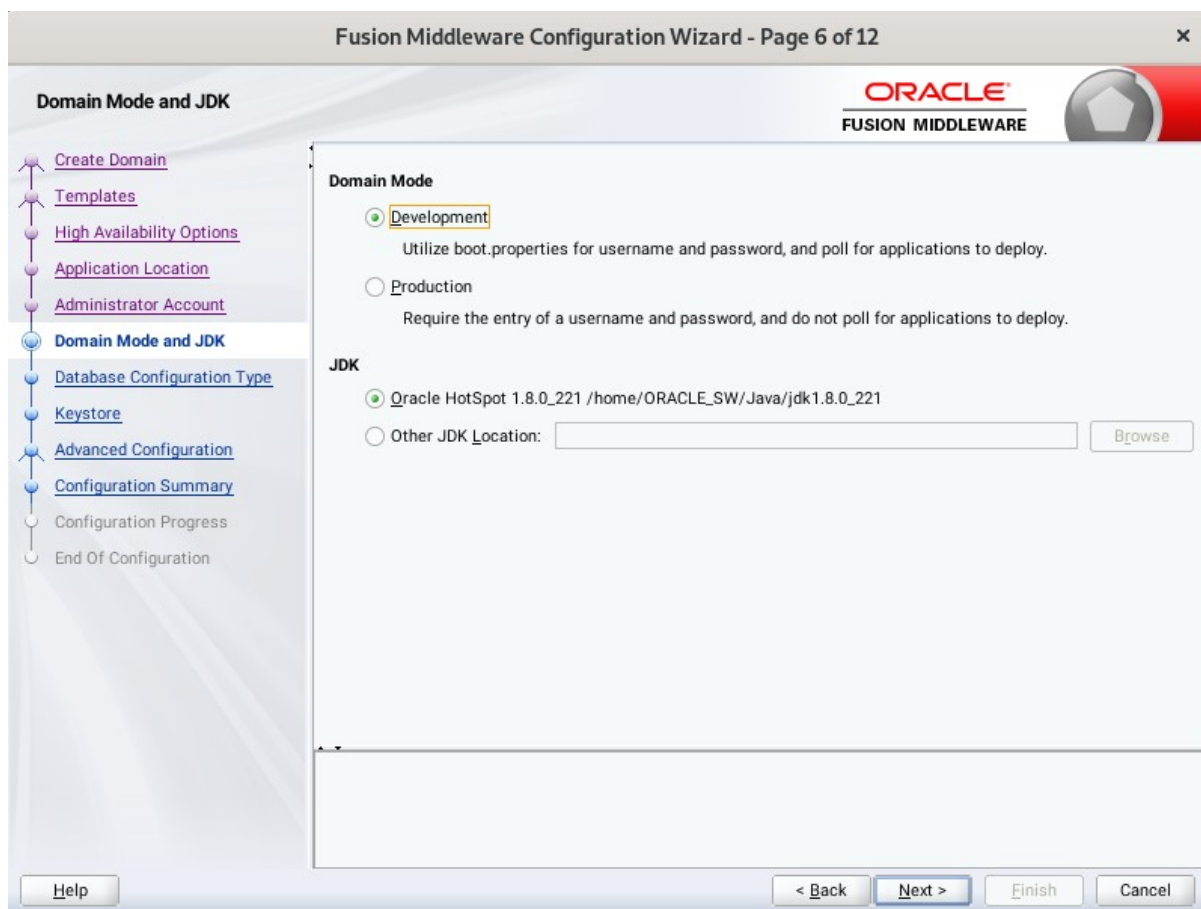 Fusion Middleware Configuration Wizard - Page 6 of 12
Domain Mode and JDK
ORACLE
FUSION MIDDLEWARE
Create Domain
Templates
High Availability Options
Application Location
Administrator Account
Domain Mode and JDK
Database Configuration Type
Keystore
Advanced Configuration
Configuration Summary
Configuration Progress
End Of Configuration
Domain Mode
Development
Utilize boot.properties for username and password, and poll for applications to deploy.
Production
Require the entry of a username and password, and do not poll for applications to deploy.
JDK
Oracle HotSpot 1.8.0_221 /home/ORACLE_SW/Java/jdk1.8.0_221
Other JDK Location:
Browse
Help
< Back
Next >
Finish
Cancel